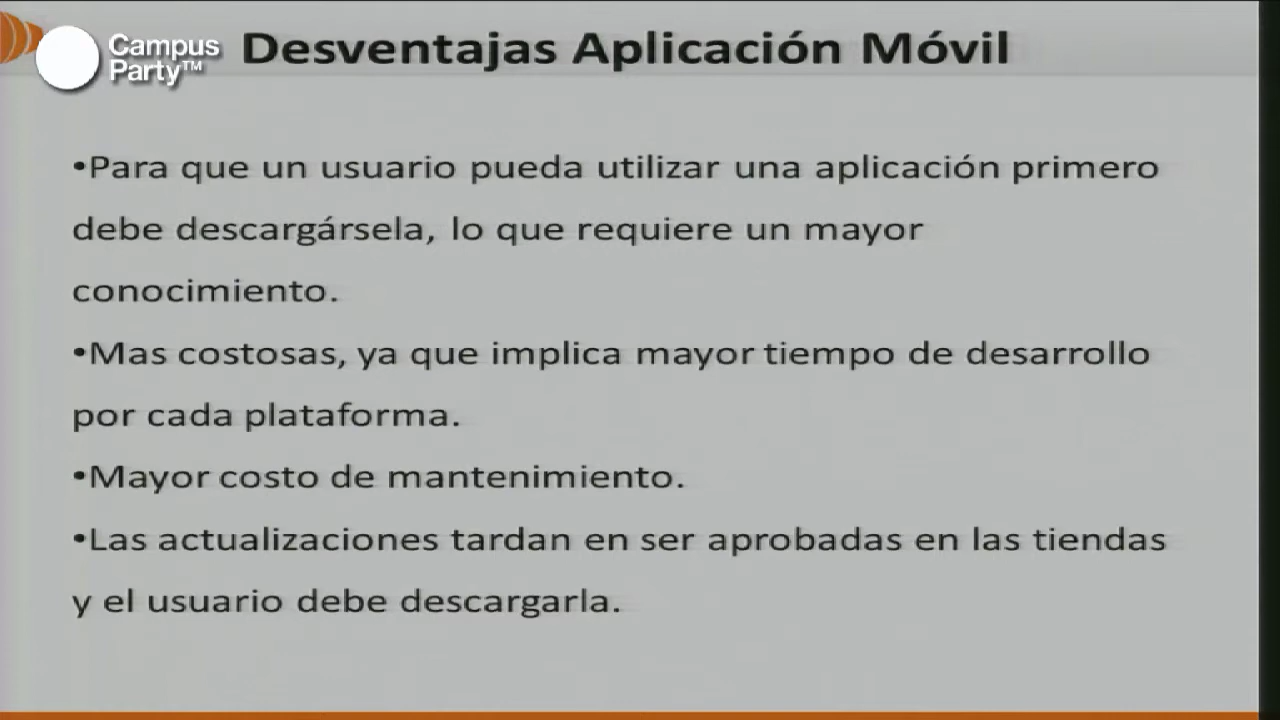 Campus
Party™
Desventajas Aplicación Móvil
•Para que un usuario pueda utilizar una aplicación primero
debe descargársela, lo que requiere un mayor
conocimiento.
•Mas costosas, ya que implica mayor tiempo de desarrollo
por cada plataforma.
•Mayor costo de mantenimiento.
•Las actualizaciones tardan en ser aprobadas en las tiendas
y el usuario debe descargarla.